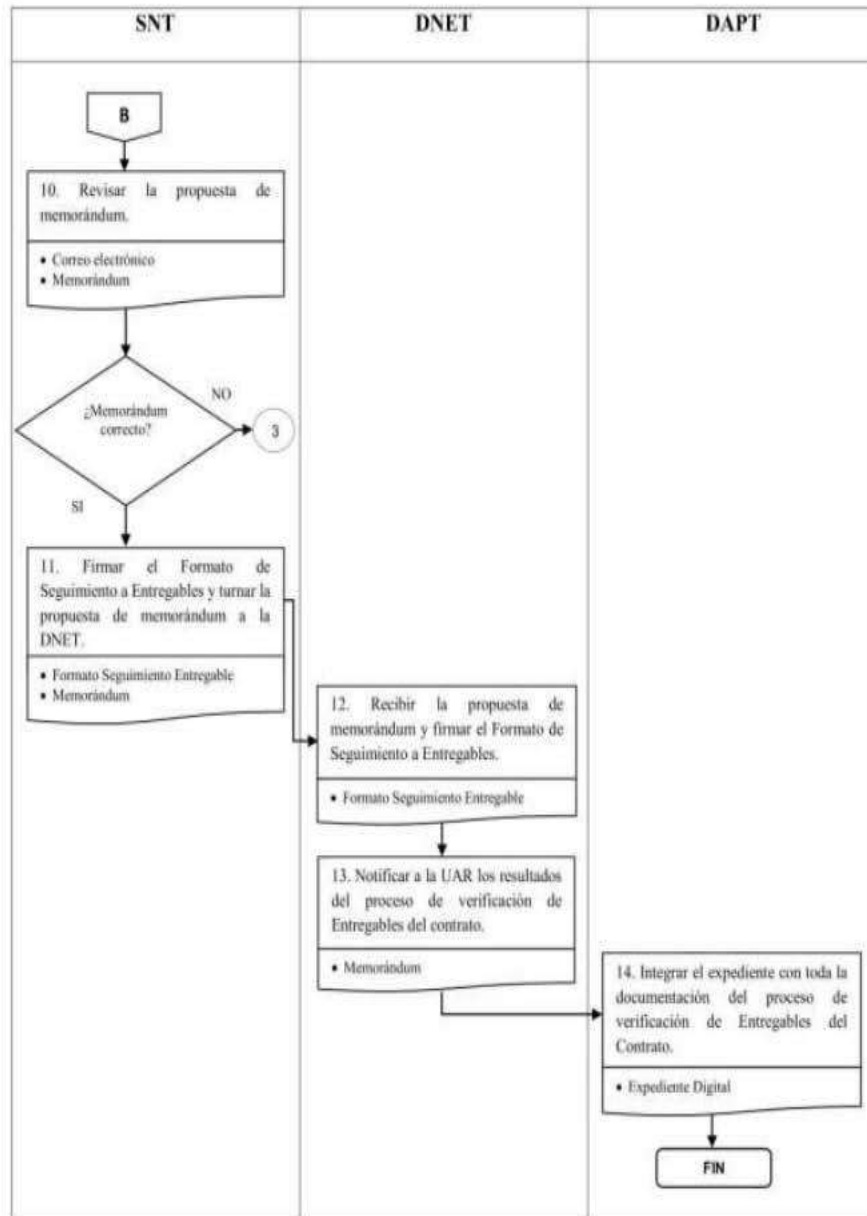 SNT DNET DAPT
B
10. Revisar la propuesta de
memorándum.
• Correo electrónico
• Memorándum
¿Memorándum
correcto?
NO
3
SI
11. Firmar el Formato de
Seguimiento a Entregables y turnar la
propuesta de memorándum a la
DNET.
• Formato Seguimiento Entregable
• Memorándum
12. Recibir la propuesta de
memorándum y firmar el Formato de
Seguimiento a Entregables.
• Formato Seguimiento Entregable
13. Notificar a la UAR los resultados
del proceso de verificación de
Entregables del contrato.
• Memorándum
14. Integrar el expediente con toda la
documentación del proceso de
verificación de Entregables del
Contrato.
• Expediente Digital
FIN